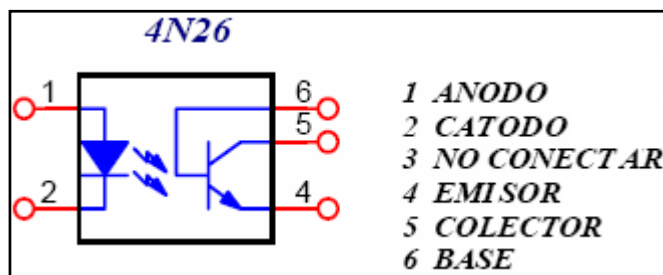 4N26
1
2
6
5
4
1 ANODO
2 CATODO
3 NO CONECTAR
4 EMISOR
5 COLECTOR
6 BASE